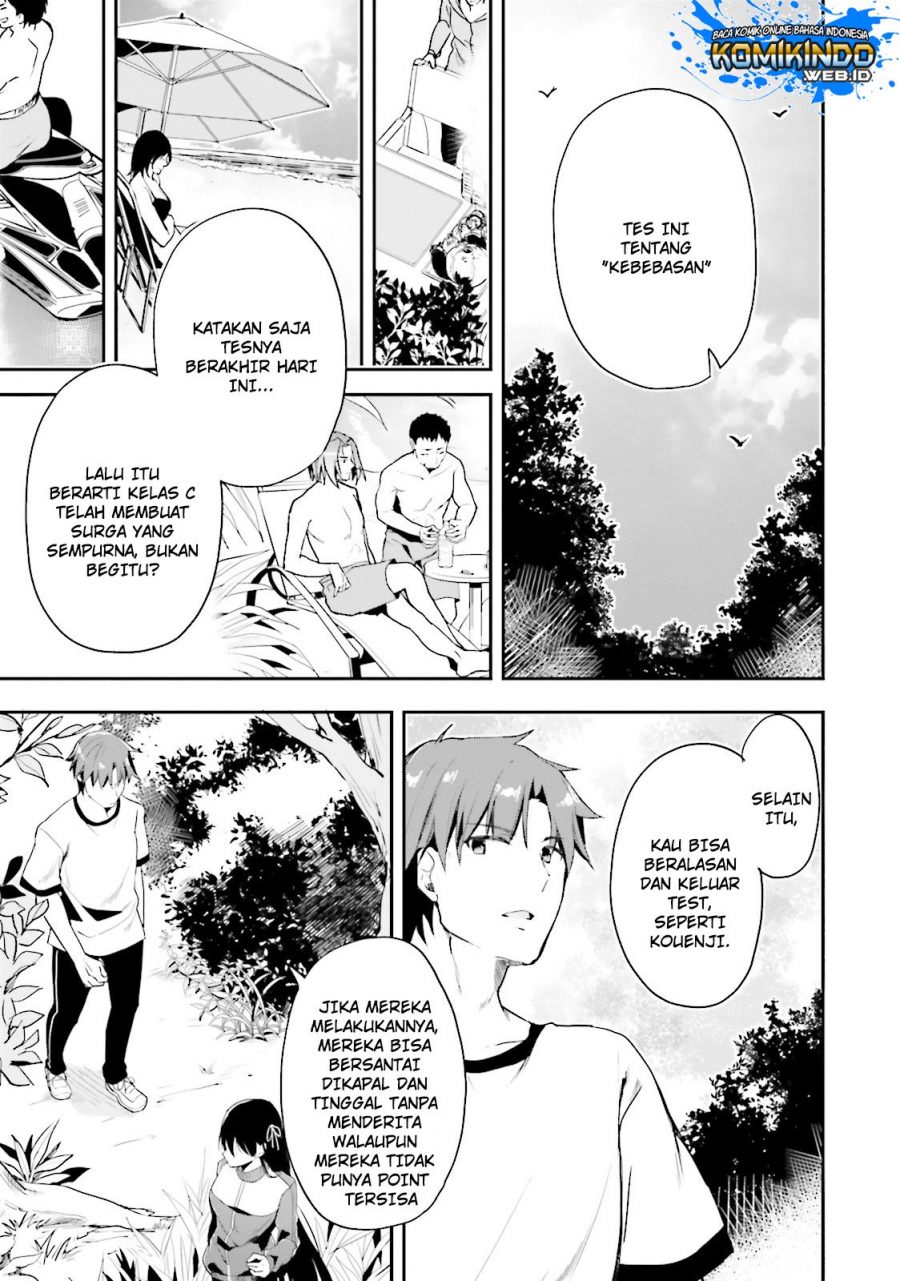 BACA KOMIK ONLINE BAHASA INDONESIA
KOMIKINDO
WEB.ID
TES INI
TENTANG
"KEBEBASAN"
KATAKAN SAJA
TESNYA
BERAKHIR HARI
INI...
LALU ITU
BERARTI KELAS C
TELAH MEMBUAT
SURGA YANG
SEMPURNA, BUKAN
BEGITU?
SELAIN
ITU,
KAU BISA
BERALASAN
DAN KELUAR
TEST,
SEPERTI
KOUENJI.
JIKA MEREKA
MELAKUKANNYA,
MEREKA BISA
BERSANTAI
DIKAPAL DAN
TINGGAL TANPA
MENDERITA
WALAUPUN
MEREKA TIDAK
PUNYA POINT
TERSISA